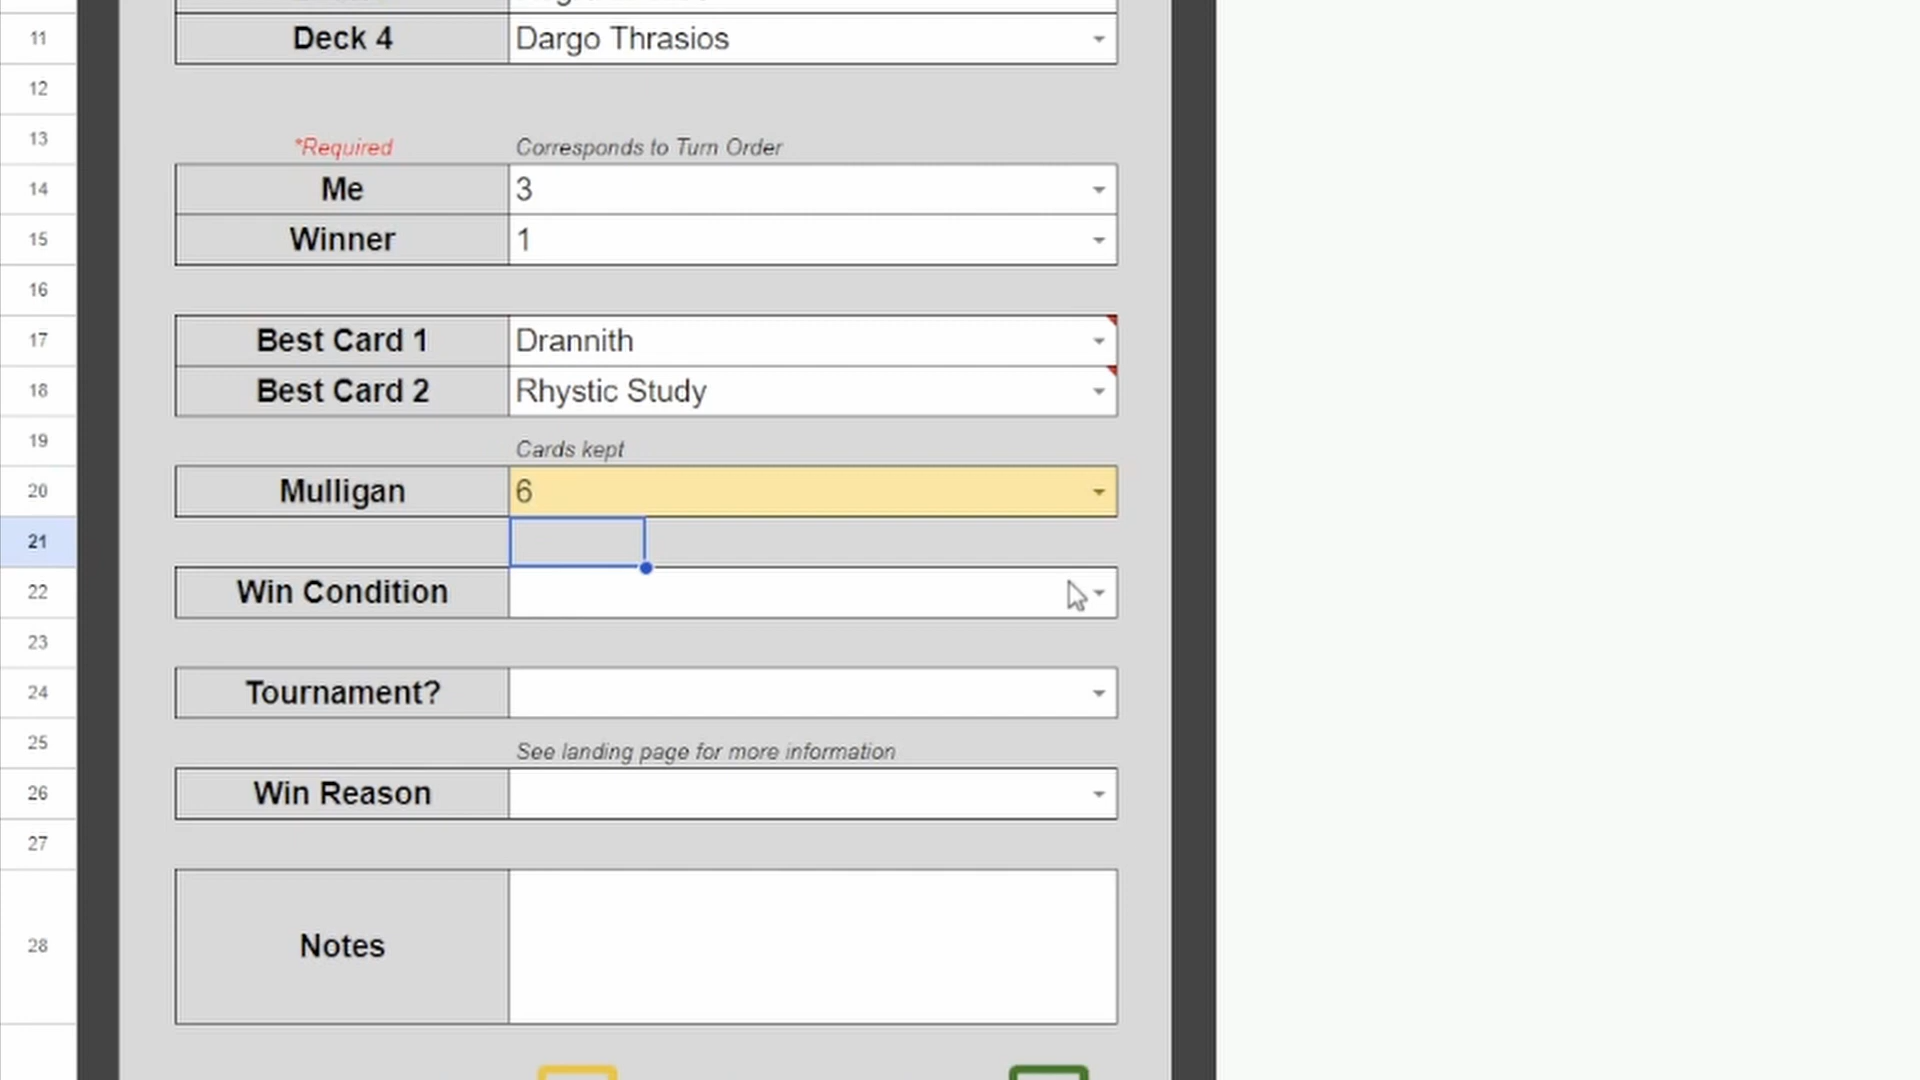 11 Deck 4 Dargo Thrasios
12
13 *Required Corresponds to Turn Order
14 Me 3
15 Winner 1
16
17 Best Card 1 Drannith
18 Best Card 2 Rhystic Study
19 Cards kept
20 Mulligan 6
21
22 Win Condition
23
24 Tournament?
25 See landing page for more information
26 Win Reason
27
28 Notes